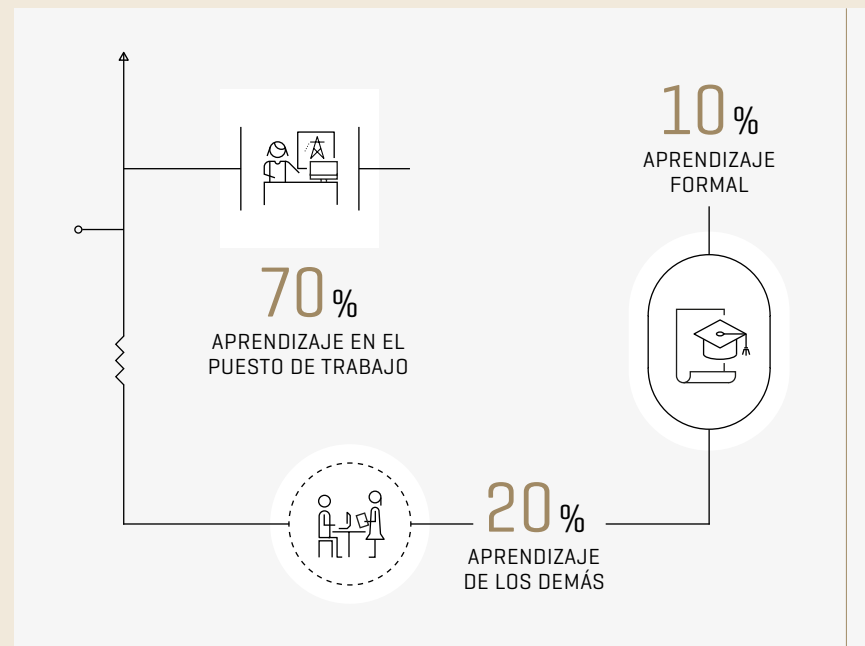 70 %
APRENDIZAJE EN EL
PUESTO DE TRABAJO
20 %
APRENDIZAJE
DE LOS DEMÁS
10 %
APRENDIZAJE
FORMAL